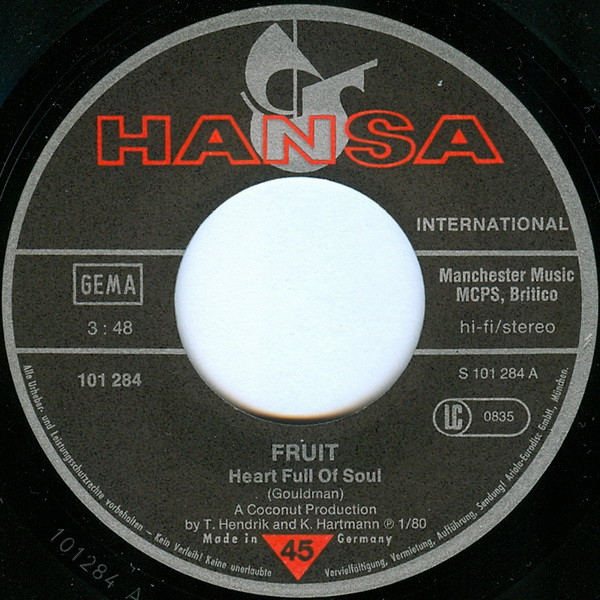 HANSA
INTERNATIONAL
GEMA
3 : 48
Manchester Music
MCPS, Britico
hi-fi/stereo
101 284
S 101 284 A
LC 0835
FRUIT
Heart Full Of Soul
(Gouldman)
A Coconut Production
by T. Hendrik and K. Hartmann ℗ 1/80
Made in Germany
45
Alle Urheber- und Leistungsschutzrechte vorbehalten - Kein Verleih! Keine unerlaubte Vervielfältigung, Vermietung, Aufführung, Sendung! Ariola-Eurodisc GmbH, München.
101284 A